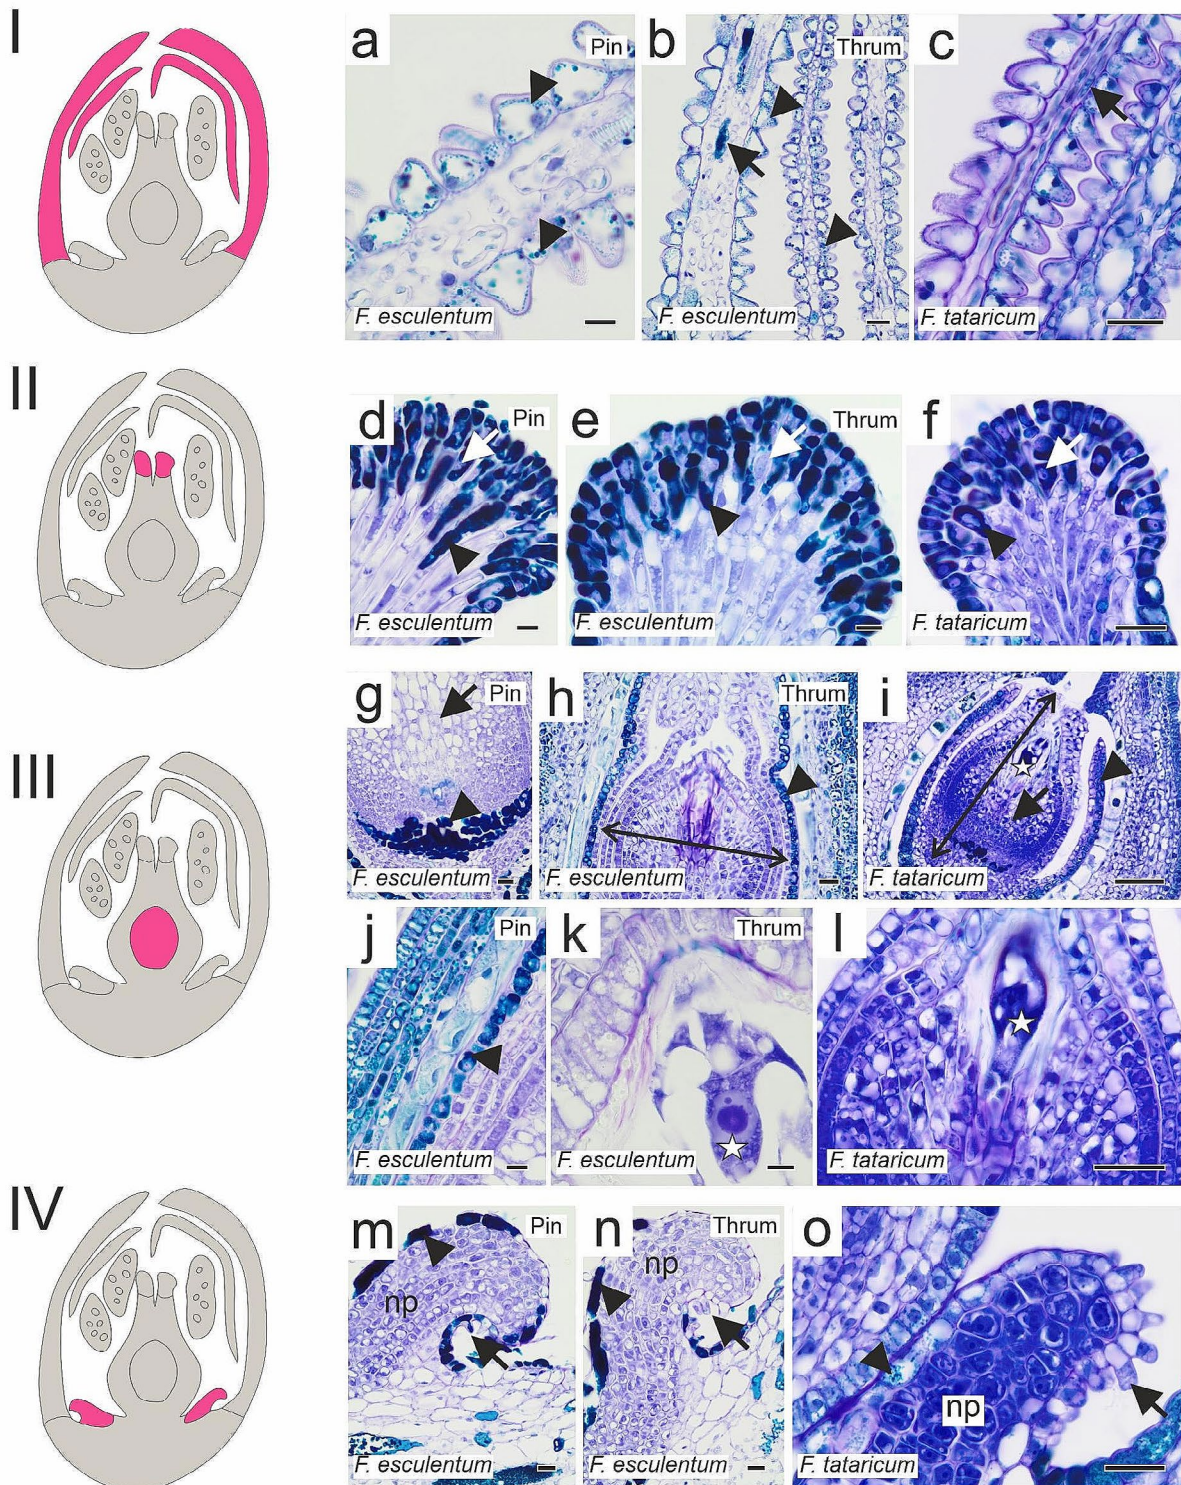 I
a Pin
F. esculentum
b Thrum
F. esculentum
c
F. tataricum
II
d Pin
F. esculentum
e Thrum
F. esculentum
f
F. tataricum
III
g Pin
F. esculentum
h Thrum
F. esculentum
i
F. tataricum
j Pin
F. esculentum
k Thrum
F. esculentum
l
F. tataricum
IV
m Pin
np
F. esculentum
n Thrum
np
F. esculentum
o
np
F. tataricum